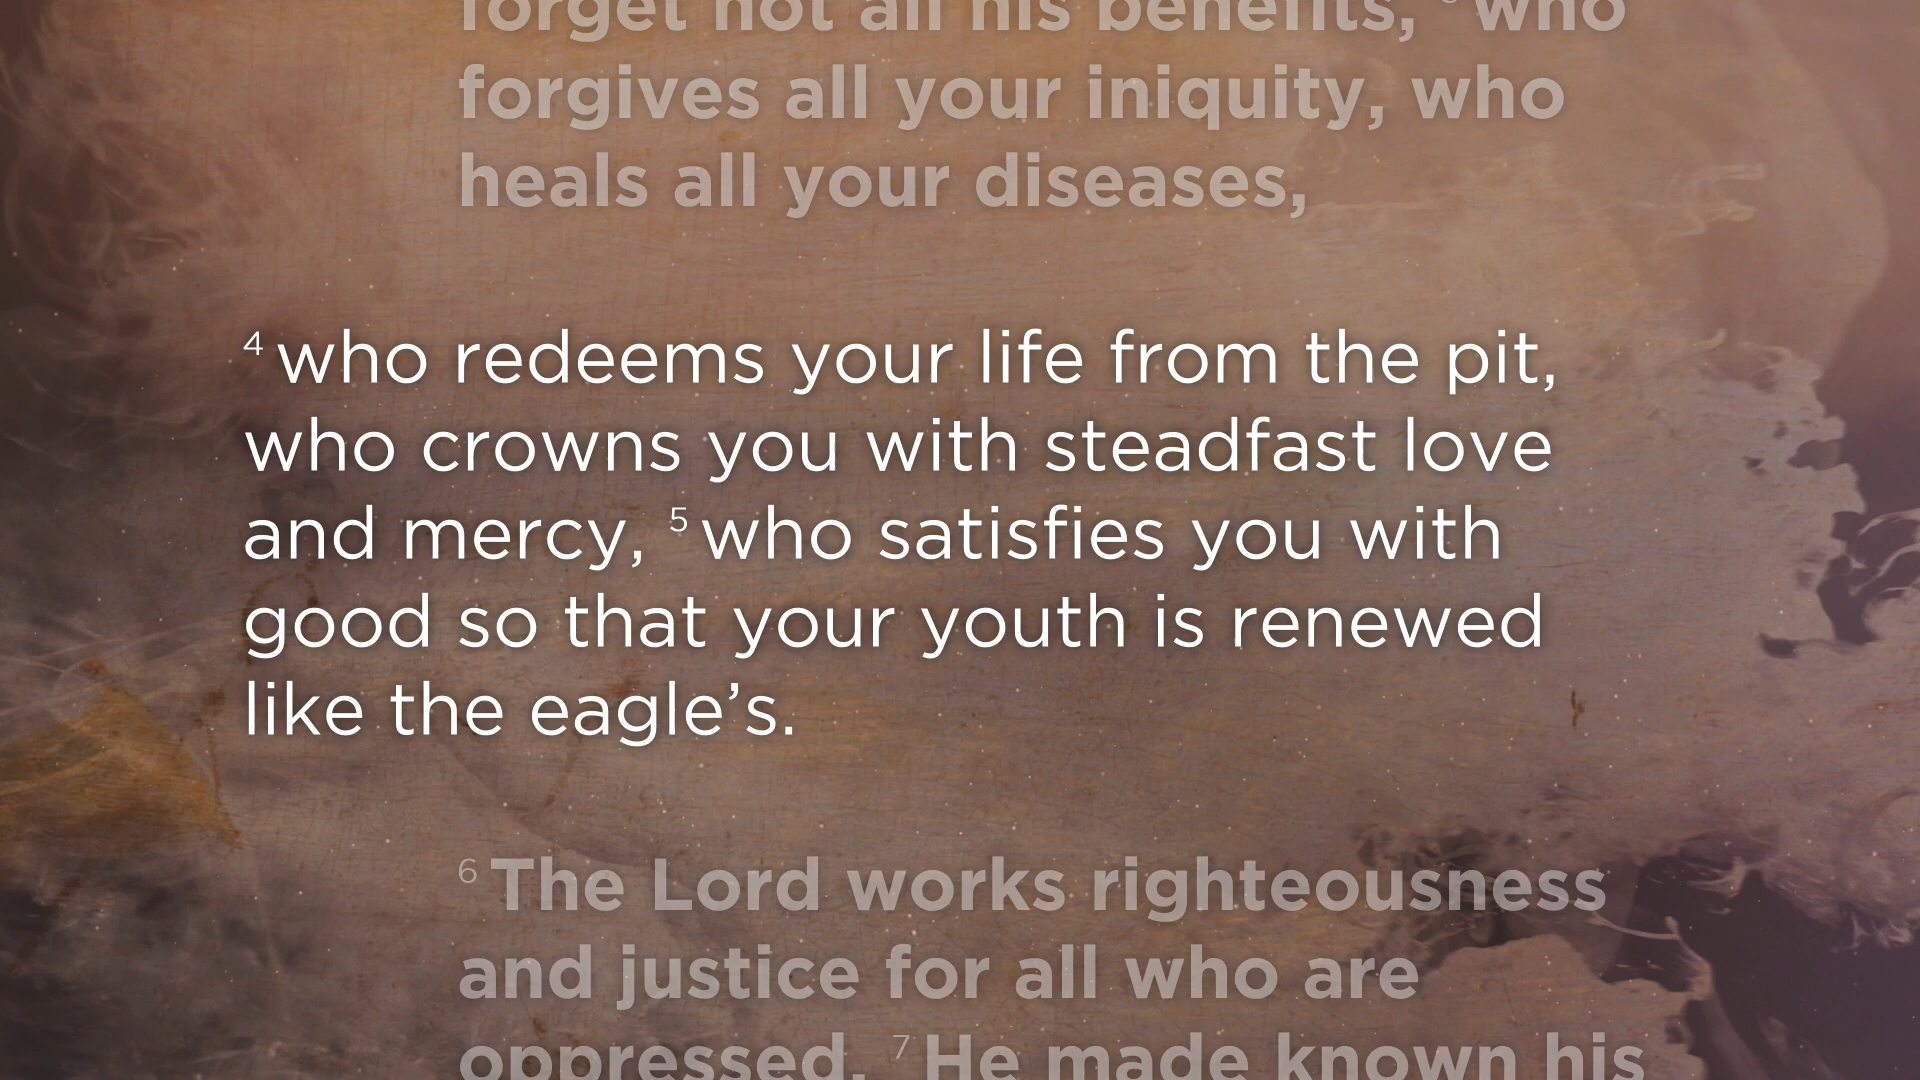 forget not all his benefits, ³ who
forgives all your iniquity, who
heals all your diseases,
⁴ who redeems your life from the pit,
who crowns you with steadfast love
and mercy, ⁵ who satisfies you with
good so that your youth is renewed
like the eagle’s.
⁶ The Lord works righteousness
and justice for all who are
oppressed. ⁷ He made known his